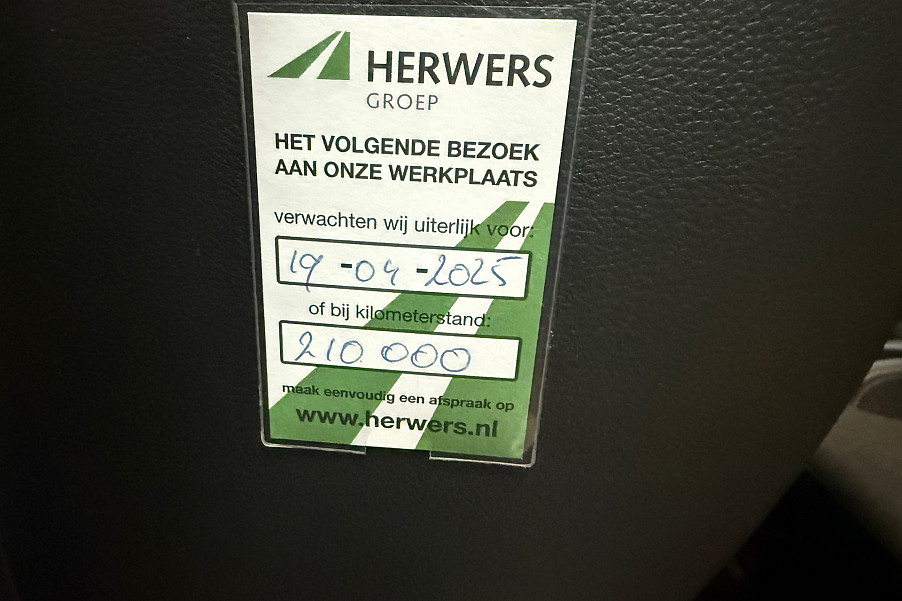 HERWERS
GROEP
HET VOLGENDE BEZOEK
AAN ONZE WERKPLAATS
verwachten wij uiterlijk voor:
19 -04 -2025
of bij kilometerstand:
210.000
maak eenvoudig een afspraak op
www.herwers.nl